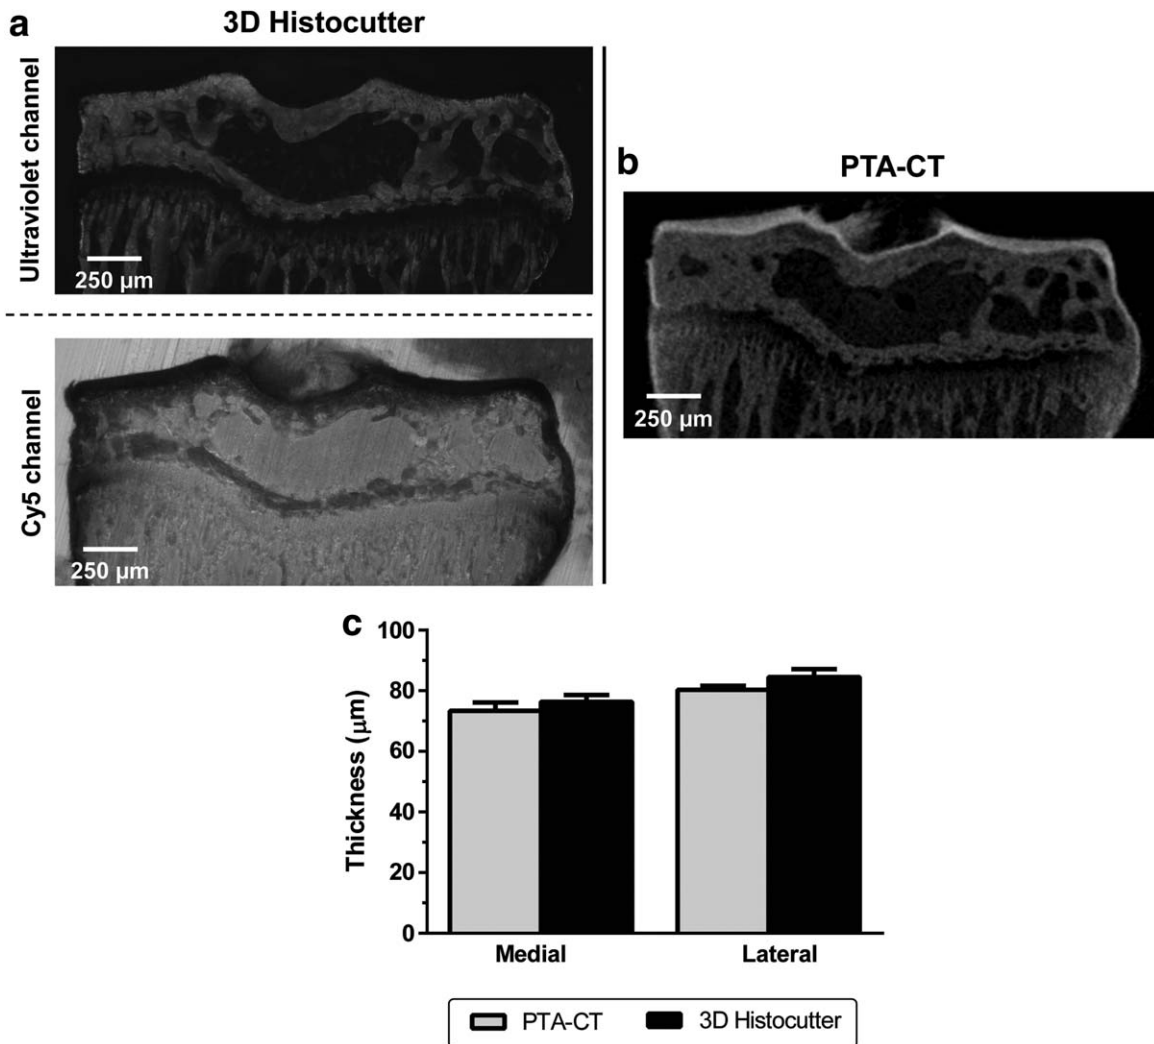 a
3D Histocutter
Ultraviolet channel
250 µm
Cy5 channel
250 µm
b
PTA-CT
250 µm
c
Thickness (µm)
100
80
60
40
20
0
Medial Lateral
PTA-CT 3D Histocutter